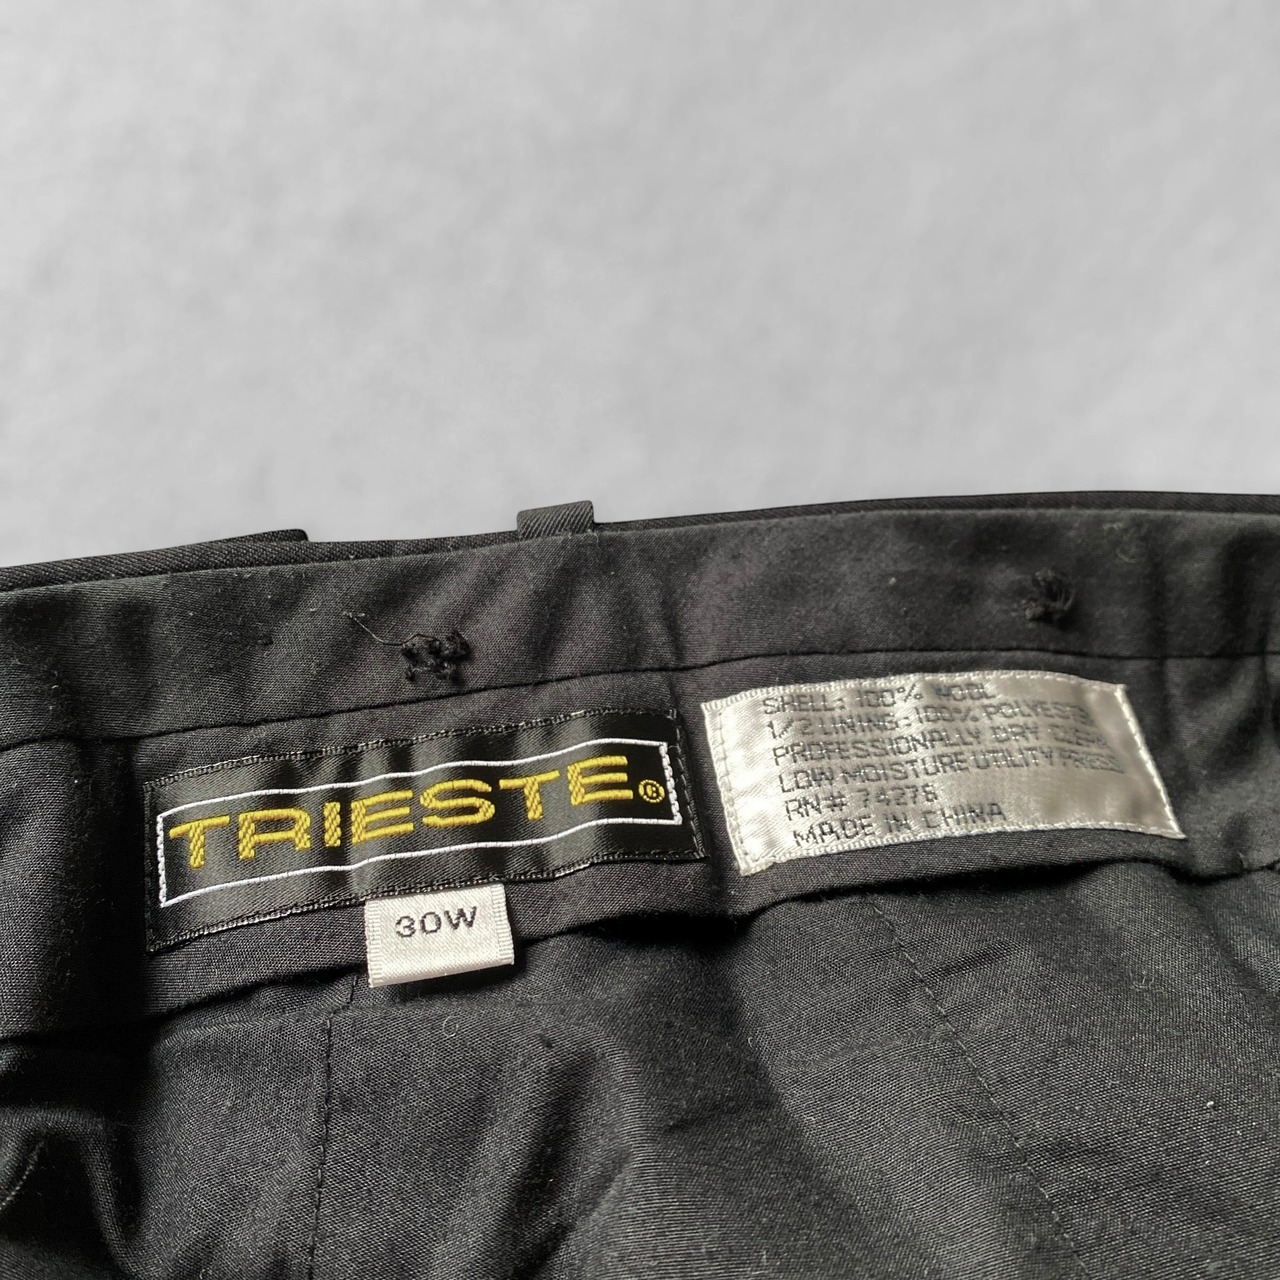 TRIESTE®
30W
SHELL: 100% WOOL
1/2 LINING: 100% POLYESTER
PROFESSIONALLY DRY CLEAN
LOW MOISTURE UTILITY PRESS
RN# 74278
MADE IN CHINA